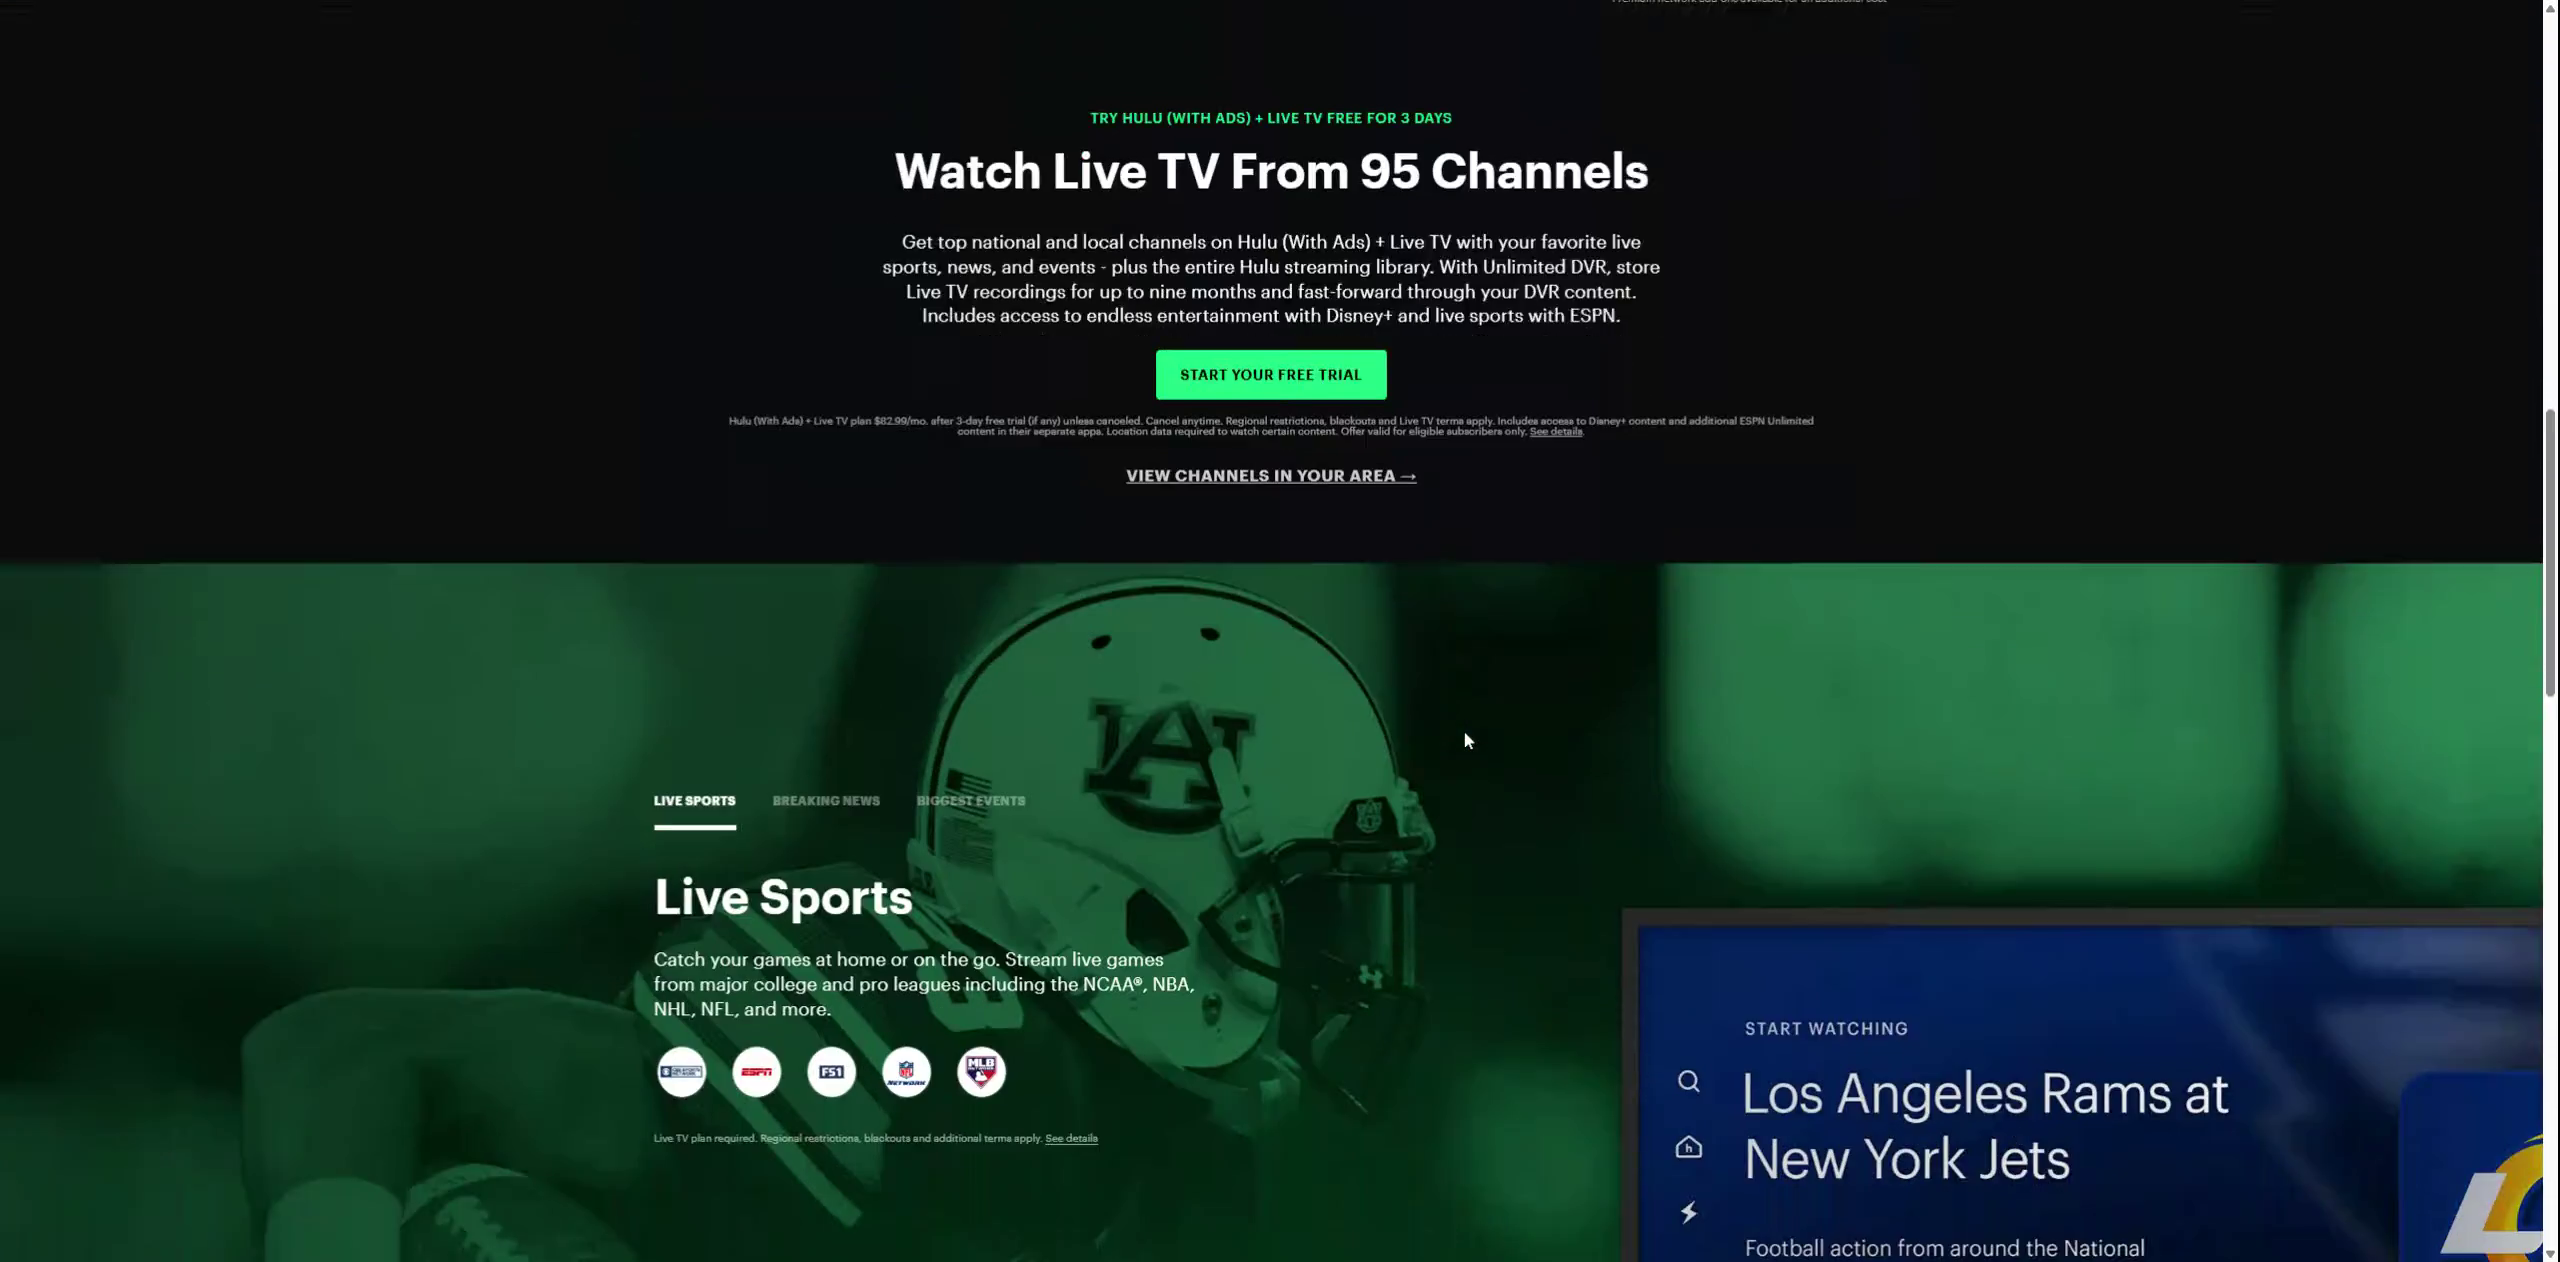 TRY HULU (WITH ADS) + LIVE TV FREE FOR 3 DAYS
Watch Live TV From 95 Channels
Get top national and local channels on Hulu (With Ads) + Live TV with your favorite live
sports, news, and events - plus the entire Hulu streaming library. With Unlimited DVR, store
Live TV recordings for up to nine months and fast-forward through your DVR content.
Includes access to endless entertainment with Disney+ and live sports with ESPN.
START YOUR FREE TRIAL
Hulu (With Ads) + Live TV plan $82.99/mo. after 3-day free trial (if any) unless canceled. Cancel anytime. Regional restrictions, blackouts and Live TV terms apply. Includes access to Disney+ content and additional ESPN Unlimited
content in their separate apps. Location data required to watch certain content. Offer valid for eligible subscribers only. See details.
VIEW CHANNELS IN YOUR AREA →
LIVE SPORTS BREAKING NEWS BIGGEST EVENTS
Live Sports
Catch your games at home or on the go. Stream live games
from major college and pro leagues including the NCAA®, NBA,
NHL, NFL, and more.
ESPN FS1 NFL NETWORK MLB
Live TV plan required. Regional restrictions, blackouts and additional terms apply. See details
START WATCHING
Los Angeles Rams at
New York Jets
Football action from around the National